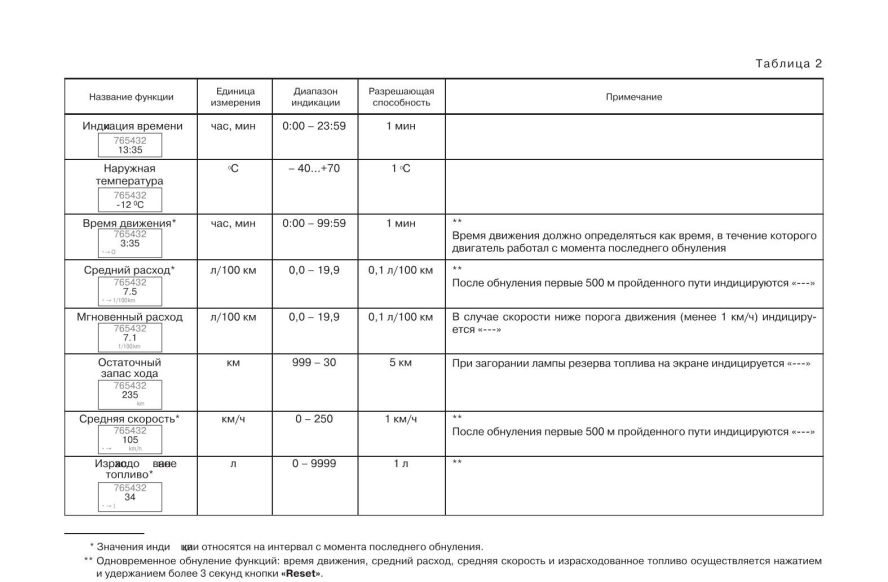 Таблица 2
Название функции
Единица
измерения
Диапазон
индикации
Разрешающая
способность
Примечание
Индикация времени
765432
13:35
час, мин
0:00 – 23:59
1 мин
Наружная
температура
765432
-12 ºC
ºС
– 40...+70
1 ºС
Время движения*
765432
3:35
час, мин
0:00 – 99:59
1 мин
**
Время движения должно определяться как время, в течение которого
двигатель работал с момента последнего обнуления
Средний расход*
765432
7.5
1/100km
л/100 км
0,0 – 19,9
0,1 л/100 км
**
После обнуления первые 500 м пройденного пути индицируются «---»
Мгновенный расход
765432
7.1
1/100km
л/100 км
0,0 – 19,9
0,1 л/100 км
В случае скорости ниже порога движения (менее 1 км/ч) индициру-
ется «---»
Остаточный
запас хода
765432
235
km
км
999 – 30
5 км
При загорании лампы резерва топлива на экране индицируется «---»
Средняя скорость*
765432
105
km/h
км/ч
0 – 250
1 км/ч
**
После обнуления первые 500 м пройденного пути индицируются «---»
Израсходованное
топливо*
765432
34
л
0 – 9999
1 л
**
* Значения индикации относятся на интервал с момента последнего обнуления.
** Одновременное обнуление функций: время движения, средний расход, средняя скорость и израсходованное топливо осуществляется нажатием
и удержанием более 3 секунд кнопки «Reset».